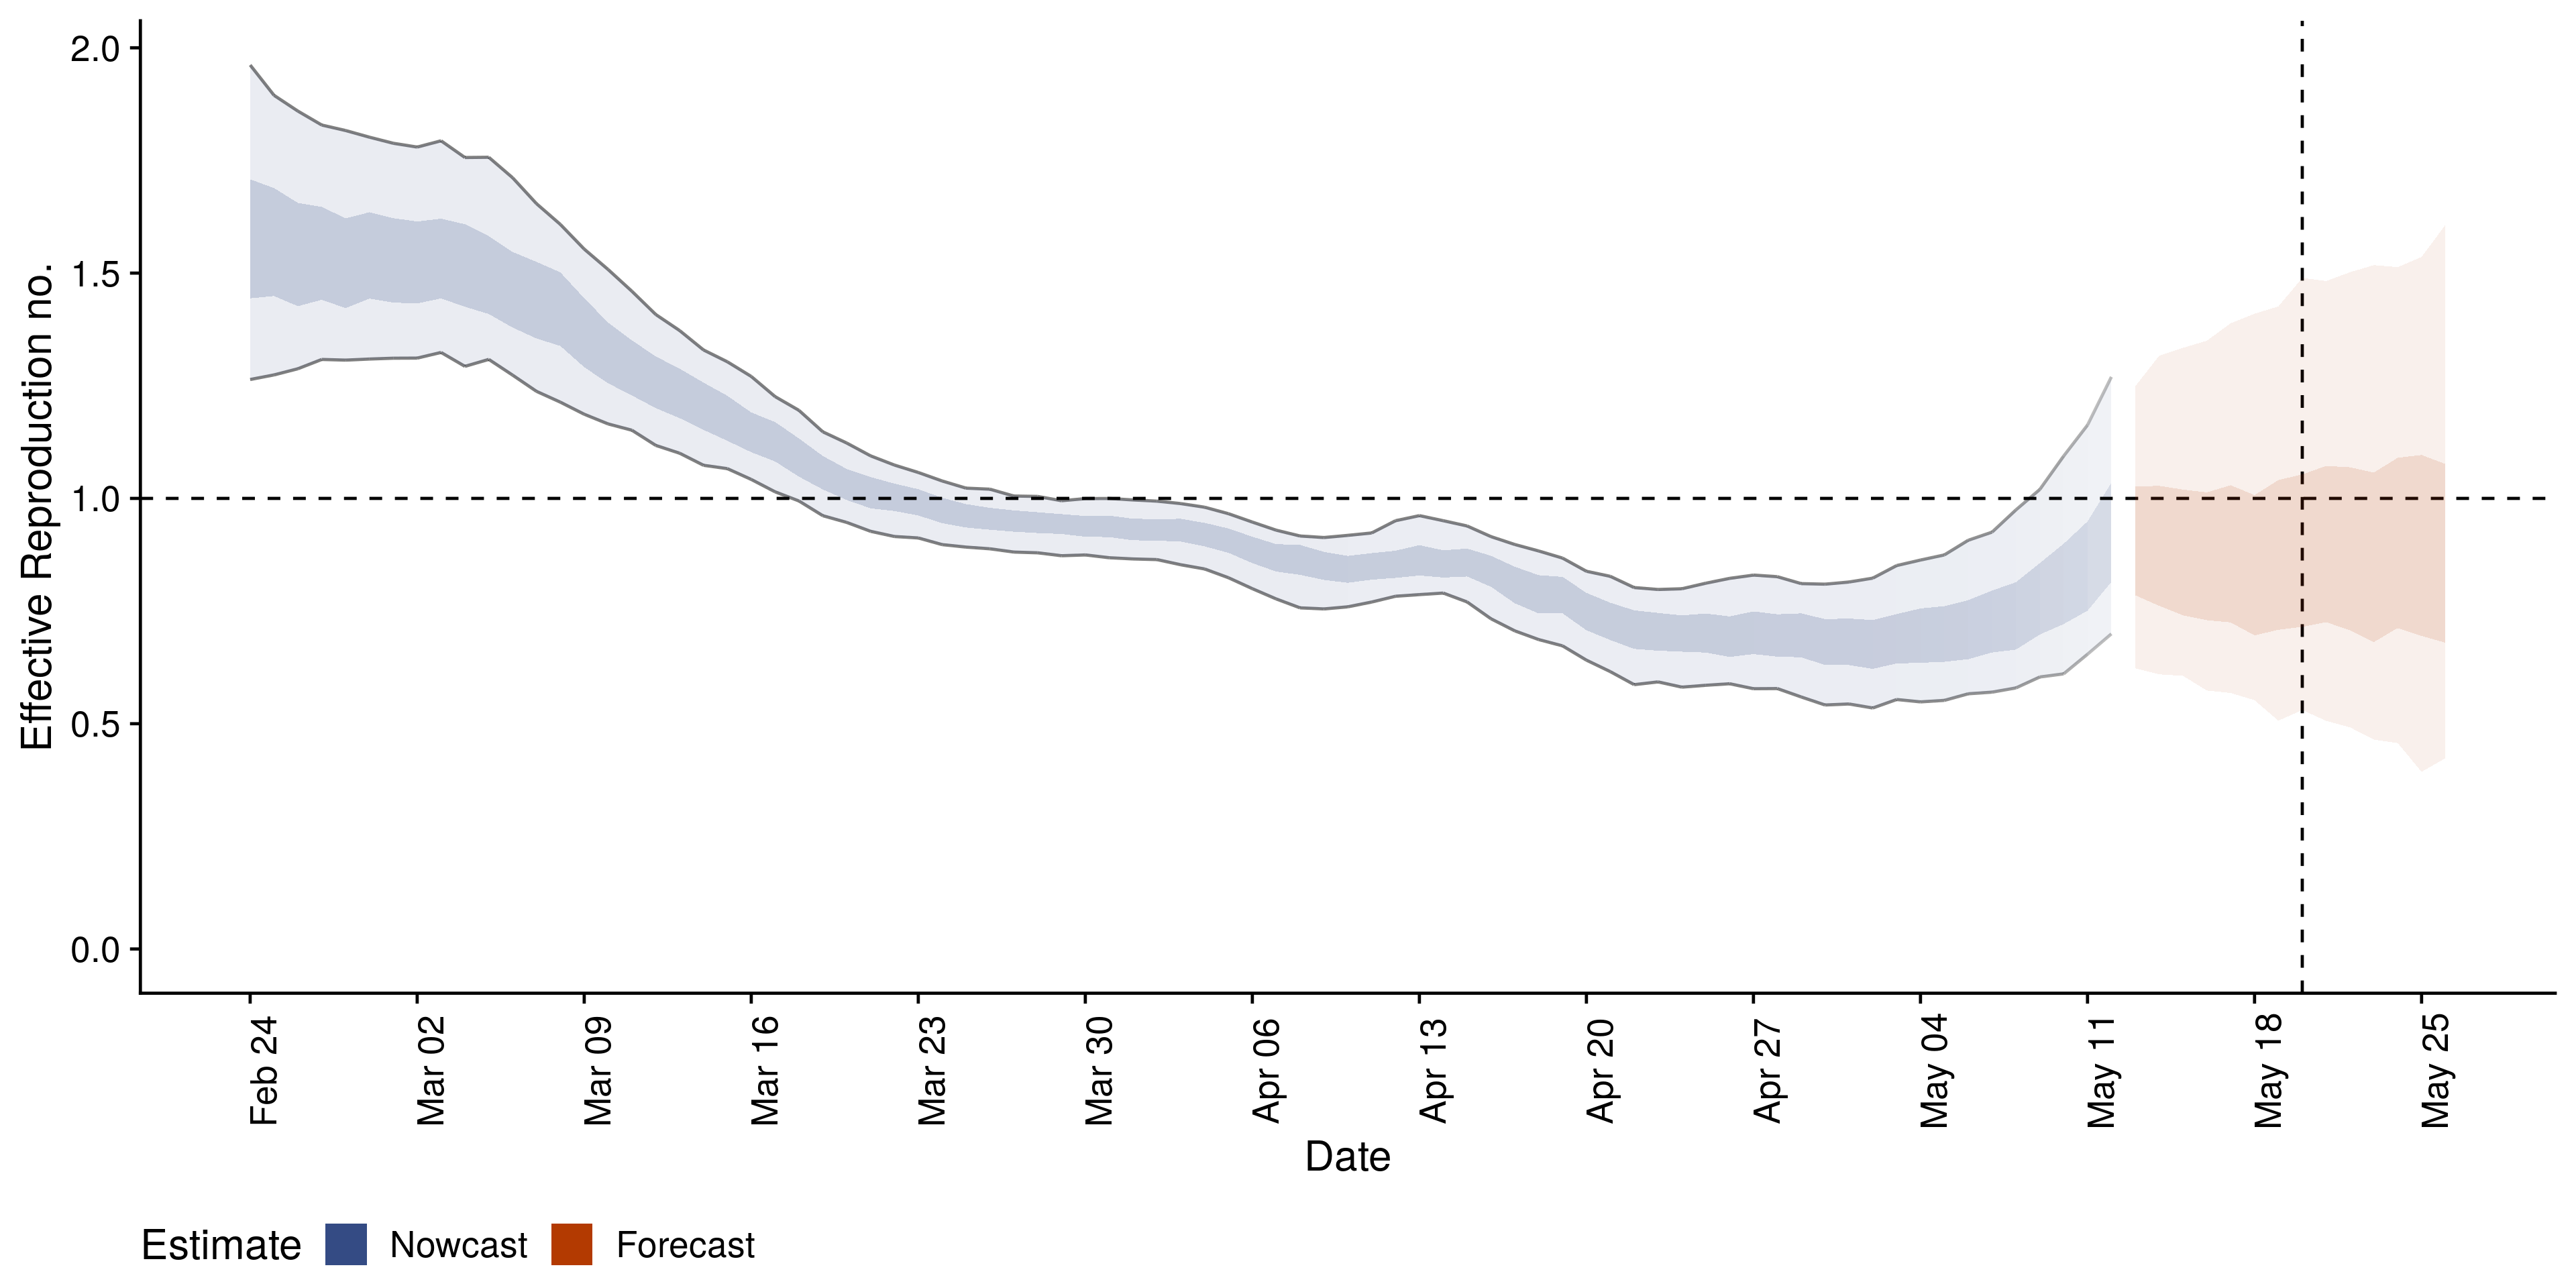 Effective Reproduction no.
2.0
1.5
1.0
0.5
0.0
Feb 24
Mar 02
Mar 09
Mar 16
Mar 23
Mar 30
Apr 06
Apr 13
Apr 20
Apr 27
May 04
May 11
May 18
May 25
Date
Estimate Nowcast Forecast